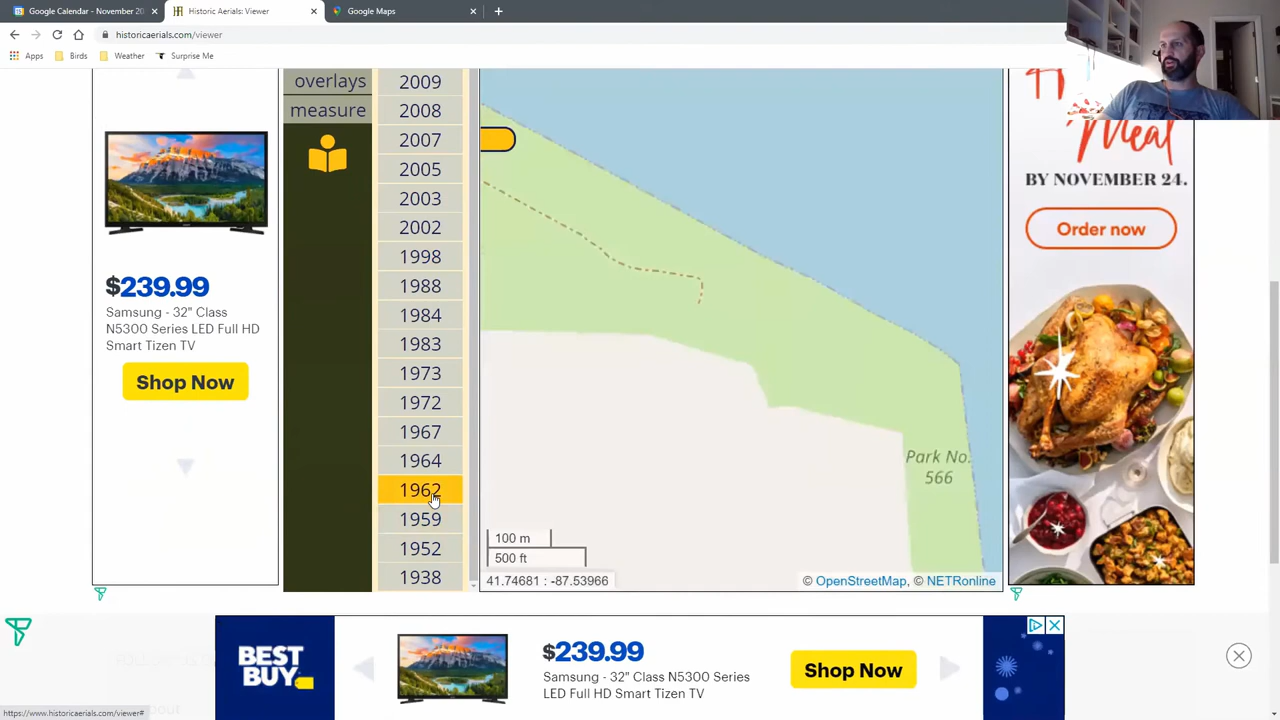 Google Calendar - November 20
Historic Aerials: Viewer
Google Maps
historicaerials.com/viewer
Apps
Birds
Weather
Surprise Me
$239.99
Samsung - 32" Class
N5300 Series LED Full HD
Smart Tizen TV
Shop Now
overlays
measure
2009
2008
2007
2005
2003
2002
1998
1988
1984
1983
1973
1972
1967
1964
1962
1959
1952
1938
Park No.
566
100 m
500 ft
41.74681 : -87.53966
© OpenStreetMap, © NETRonline
Meal
BY NOVEMBER 24.
Order now
BEST
BUY
$239.99
Samsung - 32" Class N5300 Series LED Full HD
Smart Tizen TV
Shop Now
https://www.historicaerials.com/viewer#